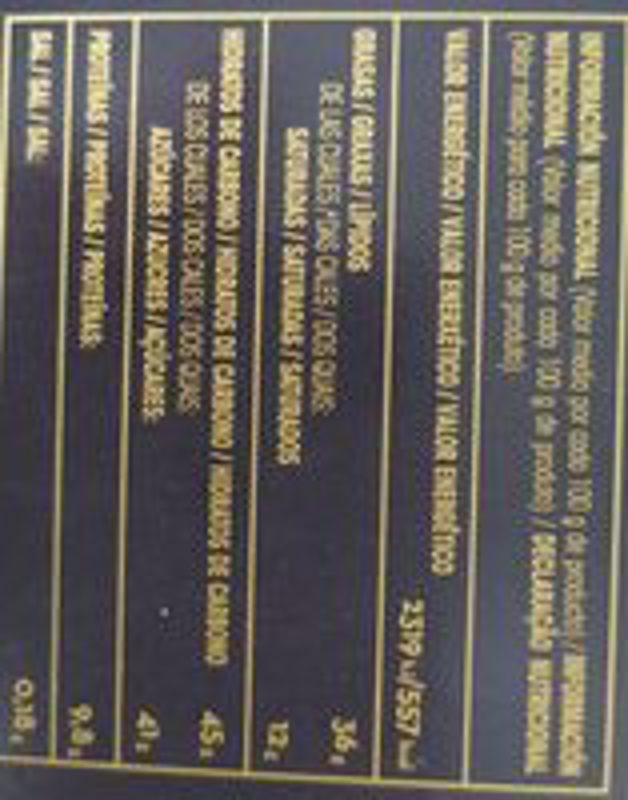 INFORMACIÓN NUTRICIONAL (Valor medio por cada 100 g de producto) / INFORMACIÓN
NUTRICIONAL (Valor medio por cada 100 g de produto) / DECLARAÇÃO NUTRICIONAL
(Valor médio para cada 100 g de produto)
VALOR ENERGÉTICO / VALOR ENERXÉTICO / VALOR ENERGÉTICO
2319 kJ/557 kcal
GRASAS / GRAXAS / LÍPIDOS 36 g
DE LAS CUALES / DAS CALES / DOS QUAIS:
SATURADAS / SATURADAS / SATURADOS 12 g
HIDRATOS DE CARBONO / HIDRATOS DE CARBONO / HIDRATOS DE CARBONO 45 g
DE LOS CUALES / DOS CALES / DOS QUAIS:
AZÚCARES / AZUCRES / AÇÚCARES: 41 g
PROTEÍNAS / PROTEÍNAS / PROTEÍNAS: 9,8 g
SAL / SAL / SAL: 0,18 g